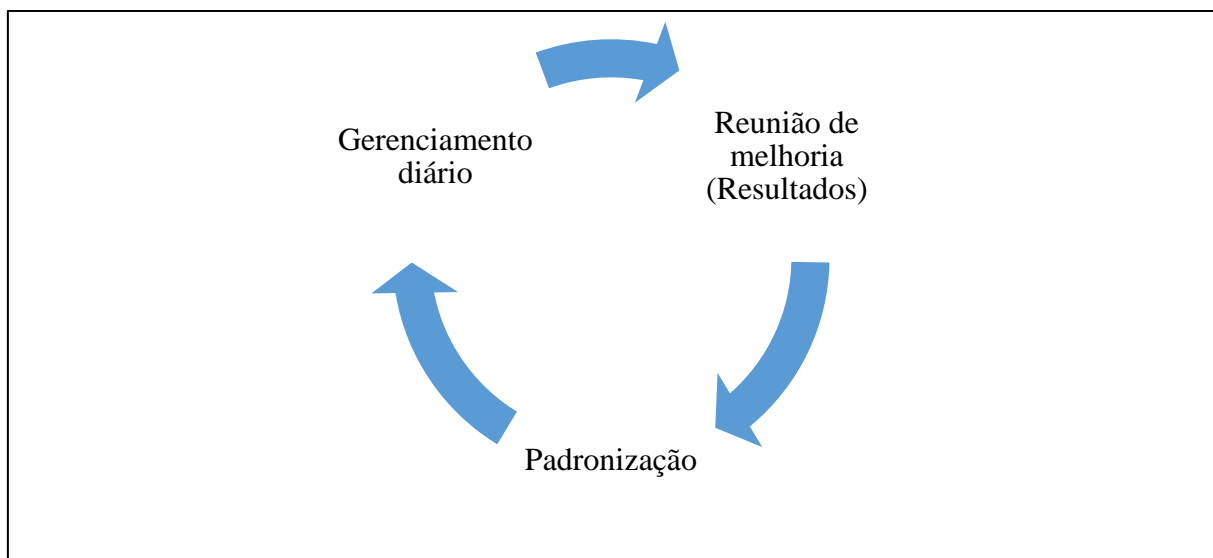 Gerenciamento
diário
Reunião de
melhoria
(Resultados)
Padronização